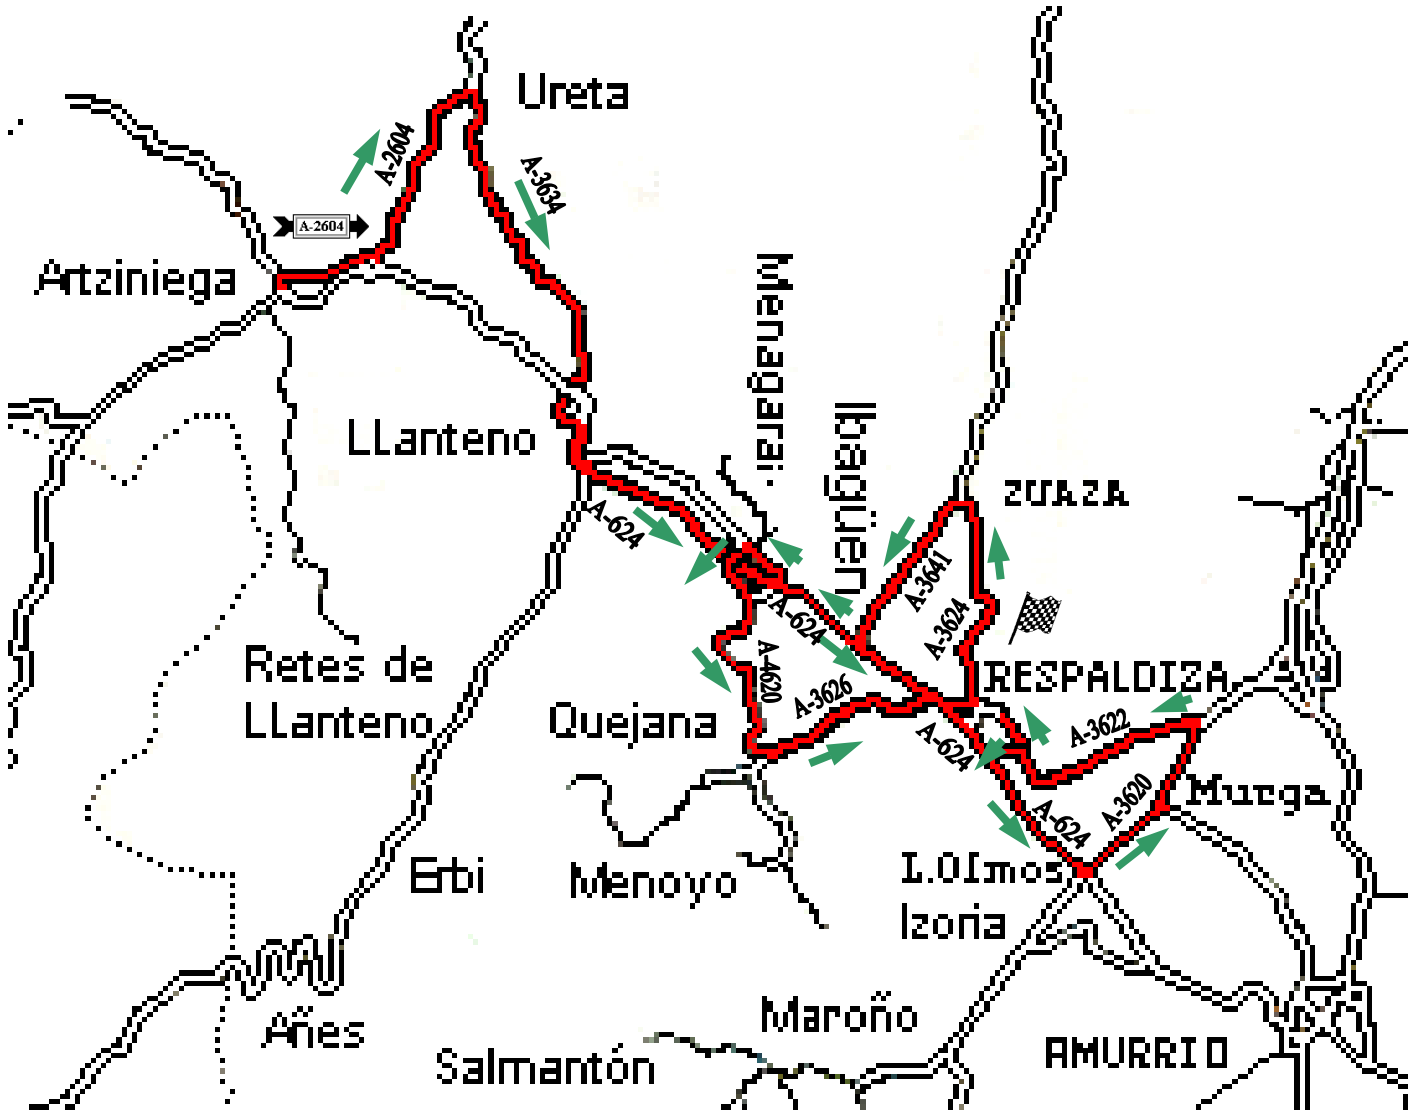 Ureta
A-2604
A-3634
A-2604
Artziniega
Menagarai.
Ibagüen
LLanteno
ZUAZA
A-624
A-3641
A-624
A-3624
Retes de
LLanteno
A-4620
A-3626
RESPALDIZA
Quejana
A-624
A-3622
A-3620
Murga
A-624
Erbi
Menoyo
Izoria
Maroño
Añes
AMURRIO
Salmantón